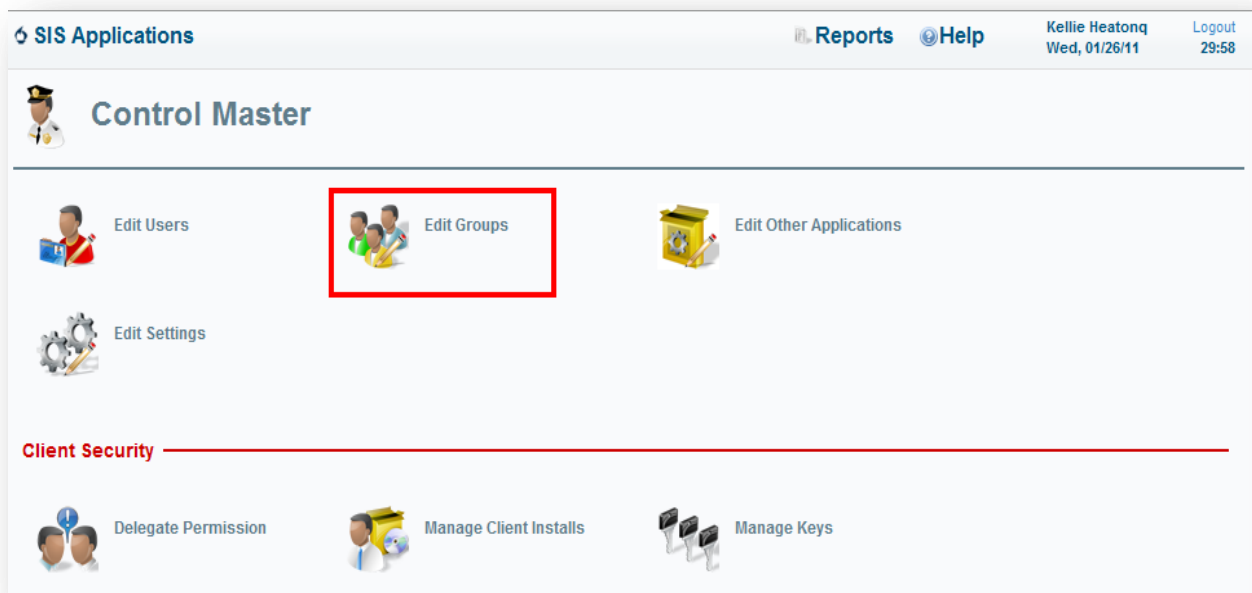 SIS Applications
Reports
Help
Kellie Heatonq
Wed, 01/26/11
Logout
29:58
Control Master
Edit Users
Edit Groups
Edit Other Applications
Edit Settings
Client Security
Delegate Permission
Manage Client Installs
Manage Keys